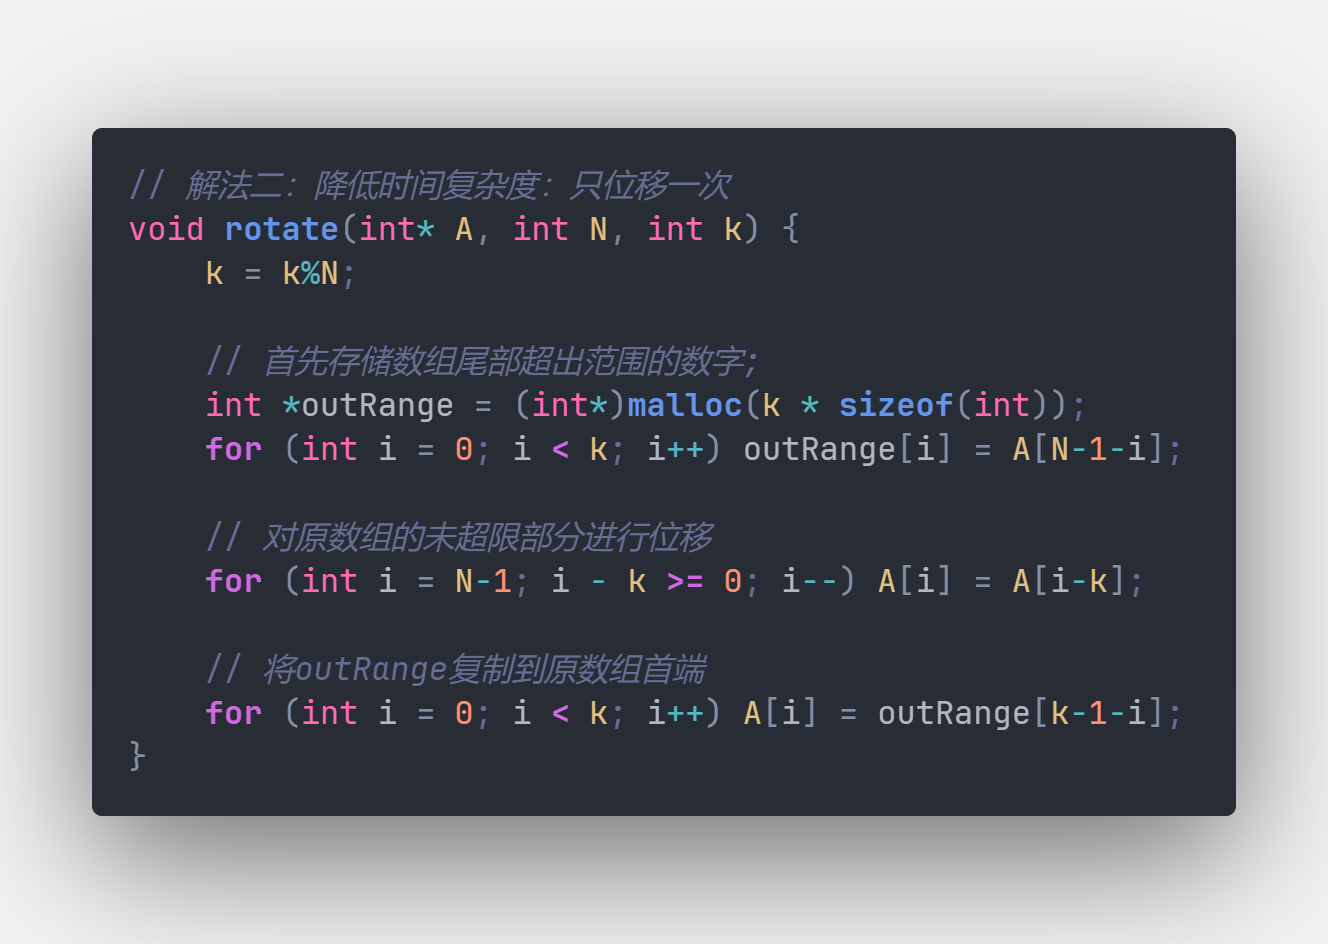 // 解法二：降低时间复杂度：只位移一次
void rotate(int* A, int N, int k) {
    k = k%N;
    // 首先存储数组尾部超出范围的数字；
    int *outRange = (int*)malloc(k * sizeof(int));
    for (int i = 0; i < k; i++) outRange[i] = A[N-1-i];
    // 对原数组的未超限部分进行位移
    for (int i = N-1; i - k >= 0; i--) A[i] = A[i-k];
    // 将outRange复制到原数组首端
    for (int i = 0; i < k; i++) A[i] = outRange[k-1-i];
}